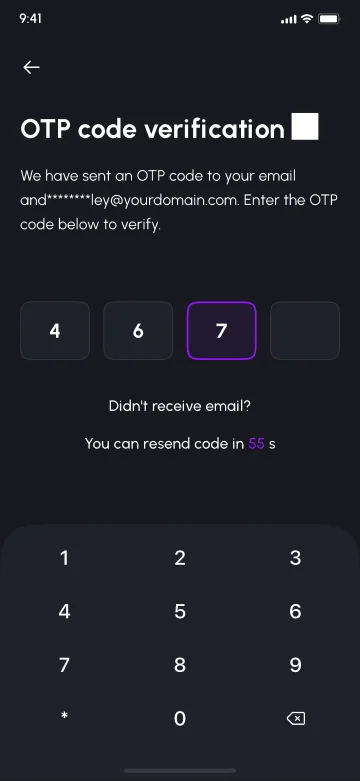 9:41
OTP code verification
We have sent an OTP code to your email
and********ley@yourdomain.com. Enter the OTP
code below to verify.
4 6 7
Didn't receive email?
You can resend code in 55 s
1 2 3
4 5 6
7 8 9
* 0